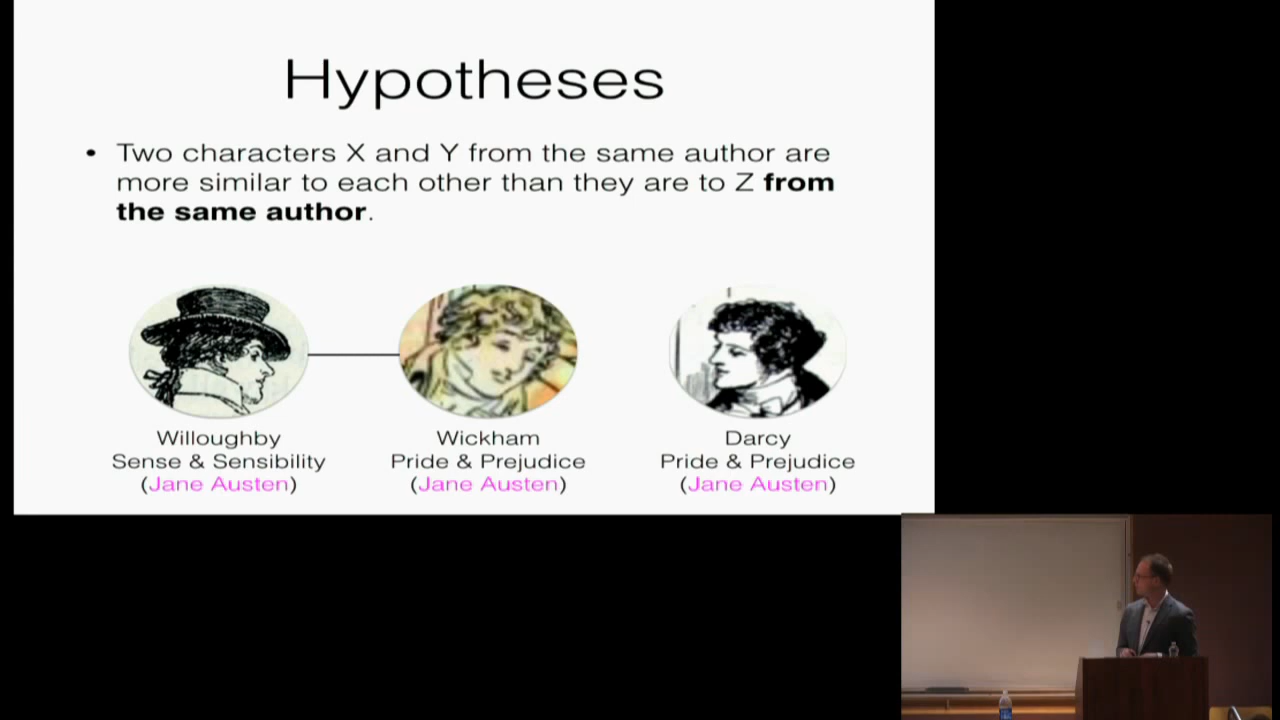 Hypotheses
• Two characters X and Y from the same author are
more similar to each other than they are to Z from
the same author.
Willoughby
Sense & Sensibility
(Jane Austen)
Wickham
Pride & Prejudice
(Jane Austen)
Darcy
Pride & Prejudice
(Jane Austen)